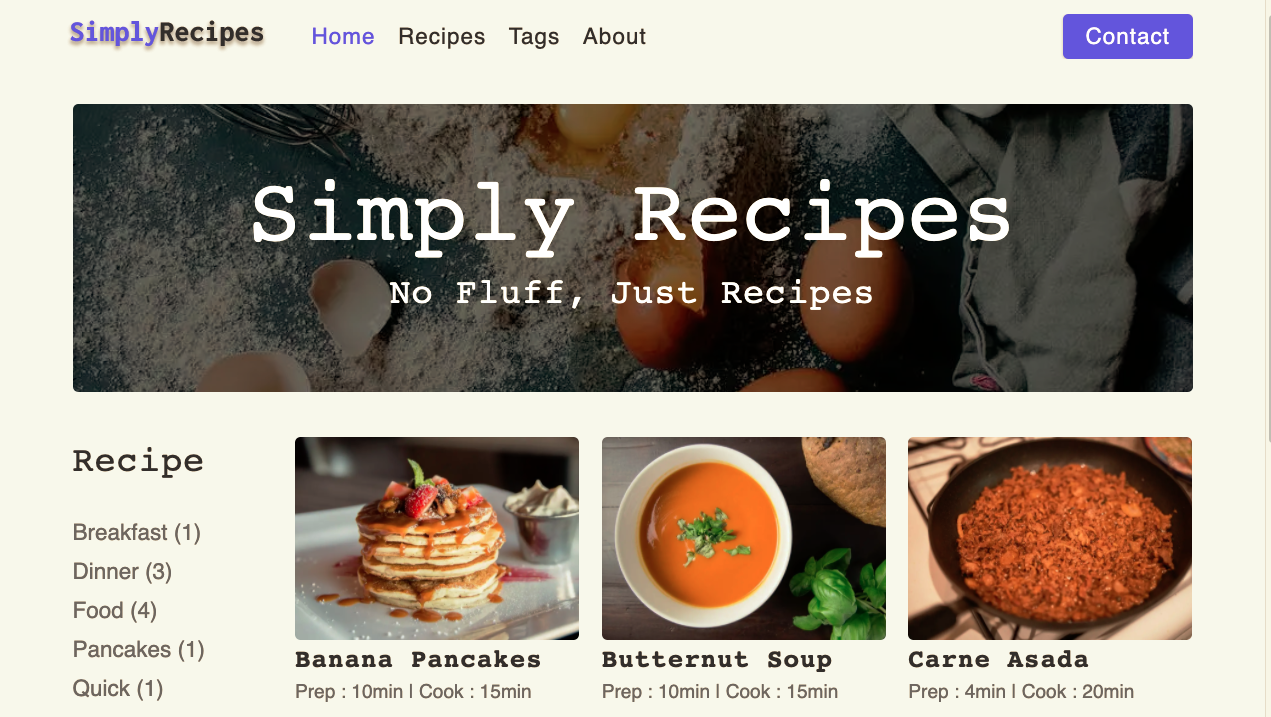 SimplyRecipes Home Recipes Tags About Contact
Simply Recipes
No Fluff, Just Recipes
Recipe
Breakfast (1)
Dinner (3)
Food (4)
Pancakes (1)
Quick (1)
Banana Pancakes
Prep : 10min | Cook : 15min
Butternut Soup
Prep : 10min | Cook : 15min
Carne Asada
Prep : 4min | Cook : 20min